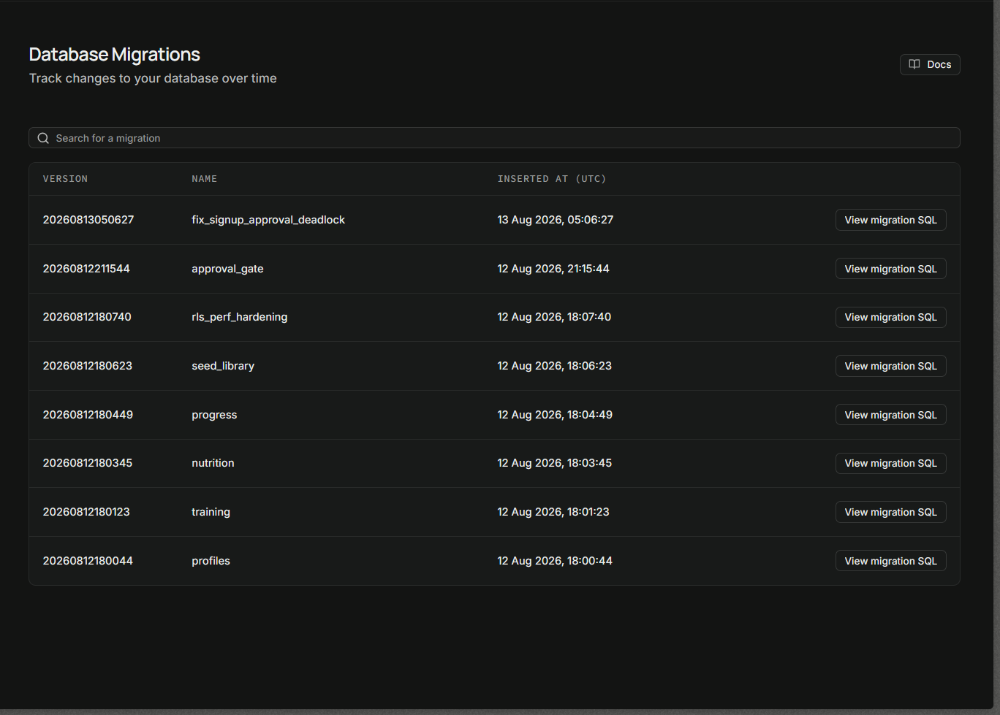 Database Migrations
Track changes to your database over time
Docs
Search for a migration
VERSION NAME INSERTED AT (UTC)
20260813050627 fix_signup_approval_deadlock 13 Aug 2026, 05:06:27 View migration SQL
20260812211544 approval_gate 12 Aug 2026, 21:15:44 View migration SQL
20260812180740 rls_perf_hardening 12 Aug 2026, 18:07:40 View migration SQL
20260812180623 seed_library 12 Aug 2026, 18:06:23 View migration SQL
20260812180449 progress 12 Aug 2026, 18:04:49 View migration SQL
20260812180345 nutrition 12 Aug 2026, 18:03:45 View migration SQL
20260812180123 training 12 Aug 2026, 18:01:23 View migration SQL
20260812180044 profiles 12 Aug 2026, 18:00:44 View migration SQL